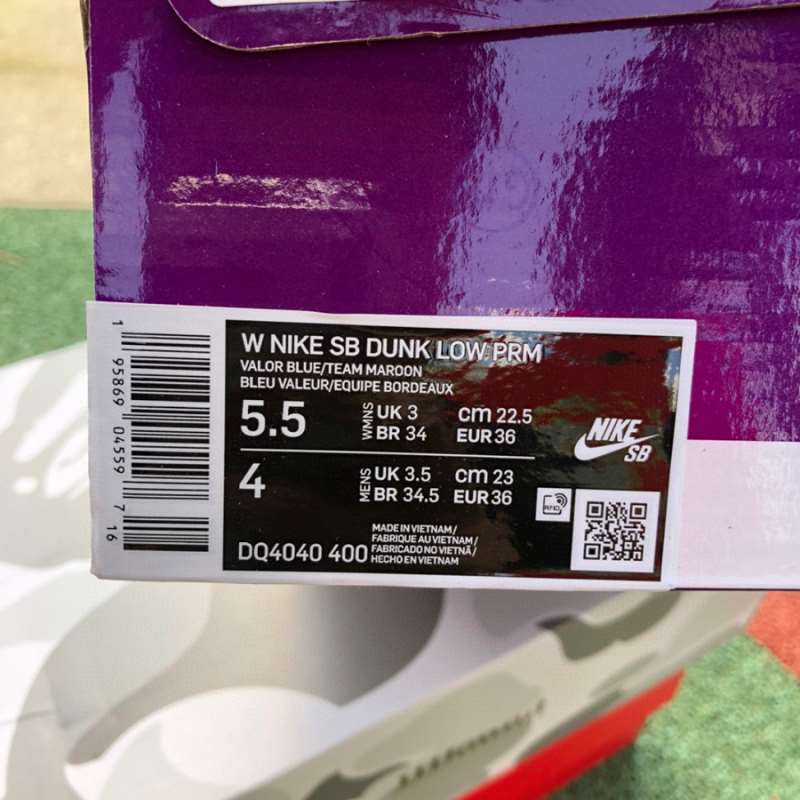 W NIKE SB DUNK LOW PRM
VALOR BLUE/TEAM MAROON
BLEU VALEUR/EQUIPE BORDEAUX
5.5 WMNS UK 3 cm 22.5
BR 34 EUR 36
4 MENS UK 3.5 cm 23
BR 34.5 EUR 36
NIKE
SB
RFID
DQ4040 400
MADE IN VIETNAM/
FABRIQUE AU VIETNAM/
FABRICADO NO VIETNÃ/
HECHO EN VIETNAM
1 95869 04559 7 16